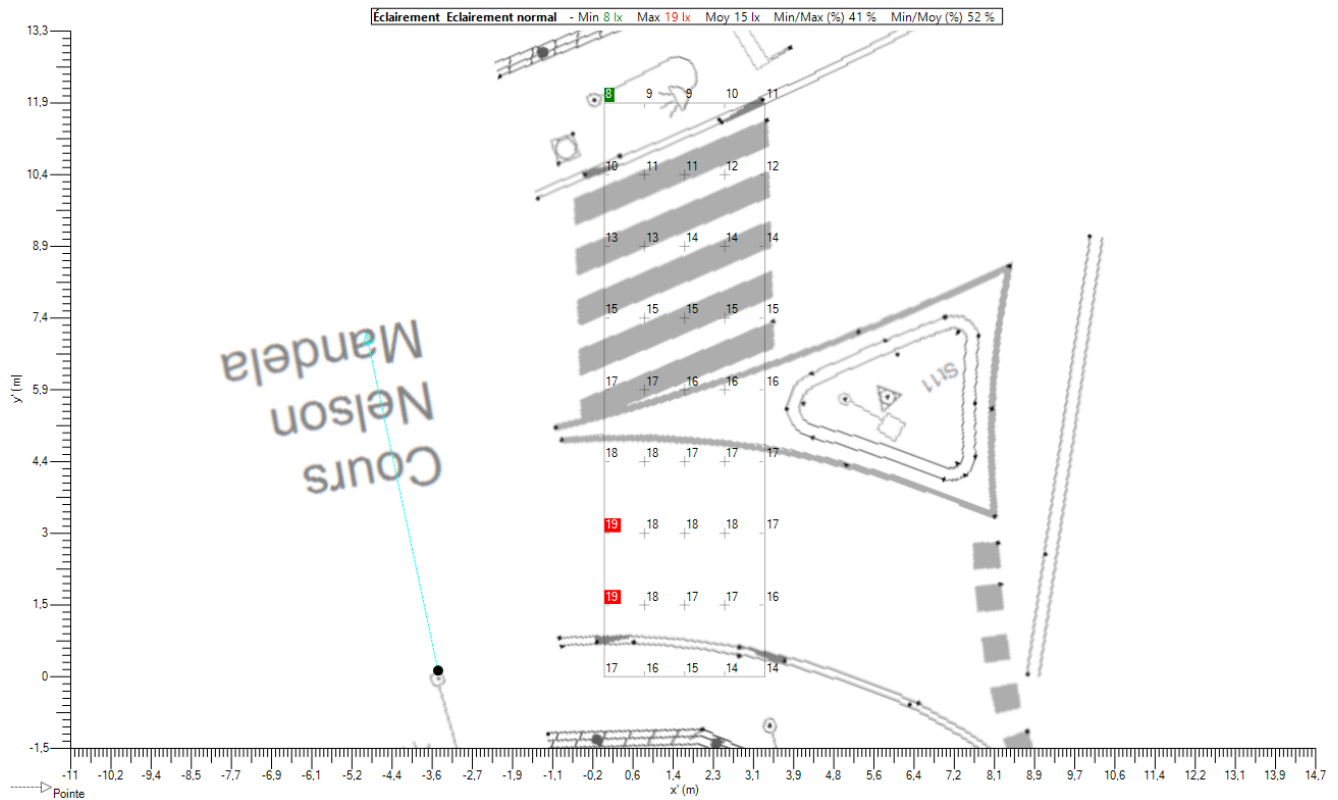 Éclairement Eclairement normal - Min 8 lx Max 19 lx Moy 15 lx Min/Max (%) 41 % Min/Moy (%) 52 %
13.3
11.9
10.4
8.9
7.4
5.9
4.4
3
1.5
0
-1.5
y' (m)
8 9 9 10 11
10 11 11 12 12
13 13 14 14 14
15 15 15 15 15
17 17 16 16 16
18 18 17 17 17
19 18 18 18 17
19 18 17 17 16
17 16 15 14 14
Cours
Nelson
Mandela
St11
-11 -10,2 -9.4 -8.5 -7.7 -6.9 -6.1 -5.2 -4.4 -3.6 -2.7 -1.9 -1.1 -0.2 0.6 1.4 2.3 3.1 3,9 4,8 5.6 6.4 7.2 8.1 8.9 9.7 10.6 11.4 12.2 13.1 13.9 14.7
x' (m)
Pointe